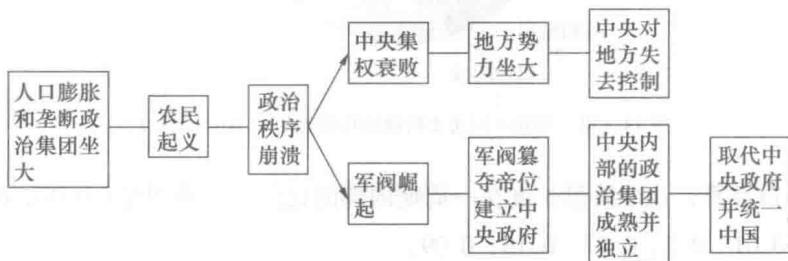 人口膨胀
和垄断政
治集团坐
大
农民
起义
政治
秩序
崩溃
中央集
权衰败
地方势
力坐大
中央对
地方失
去控制
军阀崛
起
军阀篡
夺帝位
建立中
央政府
中央内
部的政
治集团
成熟并
独立
取代中
央政府
并统一
中国